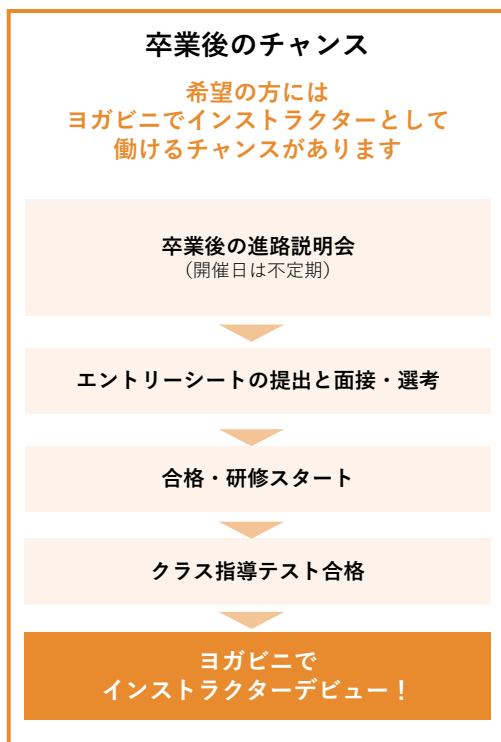 卒業後のチャンス
希望の方には
ヨガビニでインストラクターとして
働けるチャンスがあります
卒業後の進路説明会
(開催日は不定期)
エントリーシートの提出と面接・選考
合格・研修スタート
クラス指導テスト合格
ヨガビニで
インストラクターデビュー！